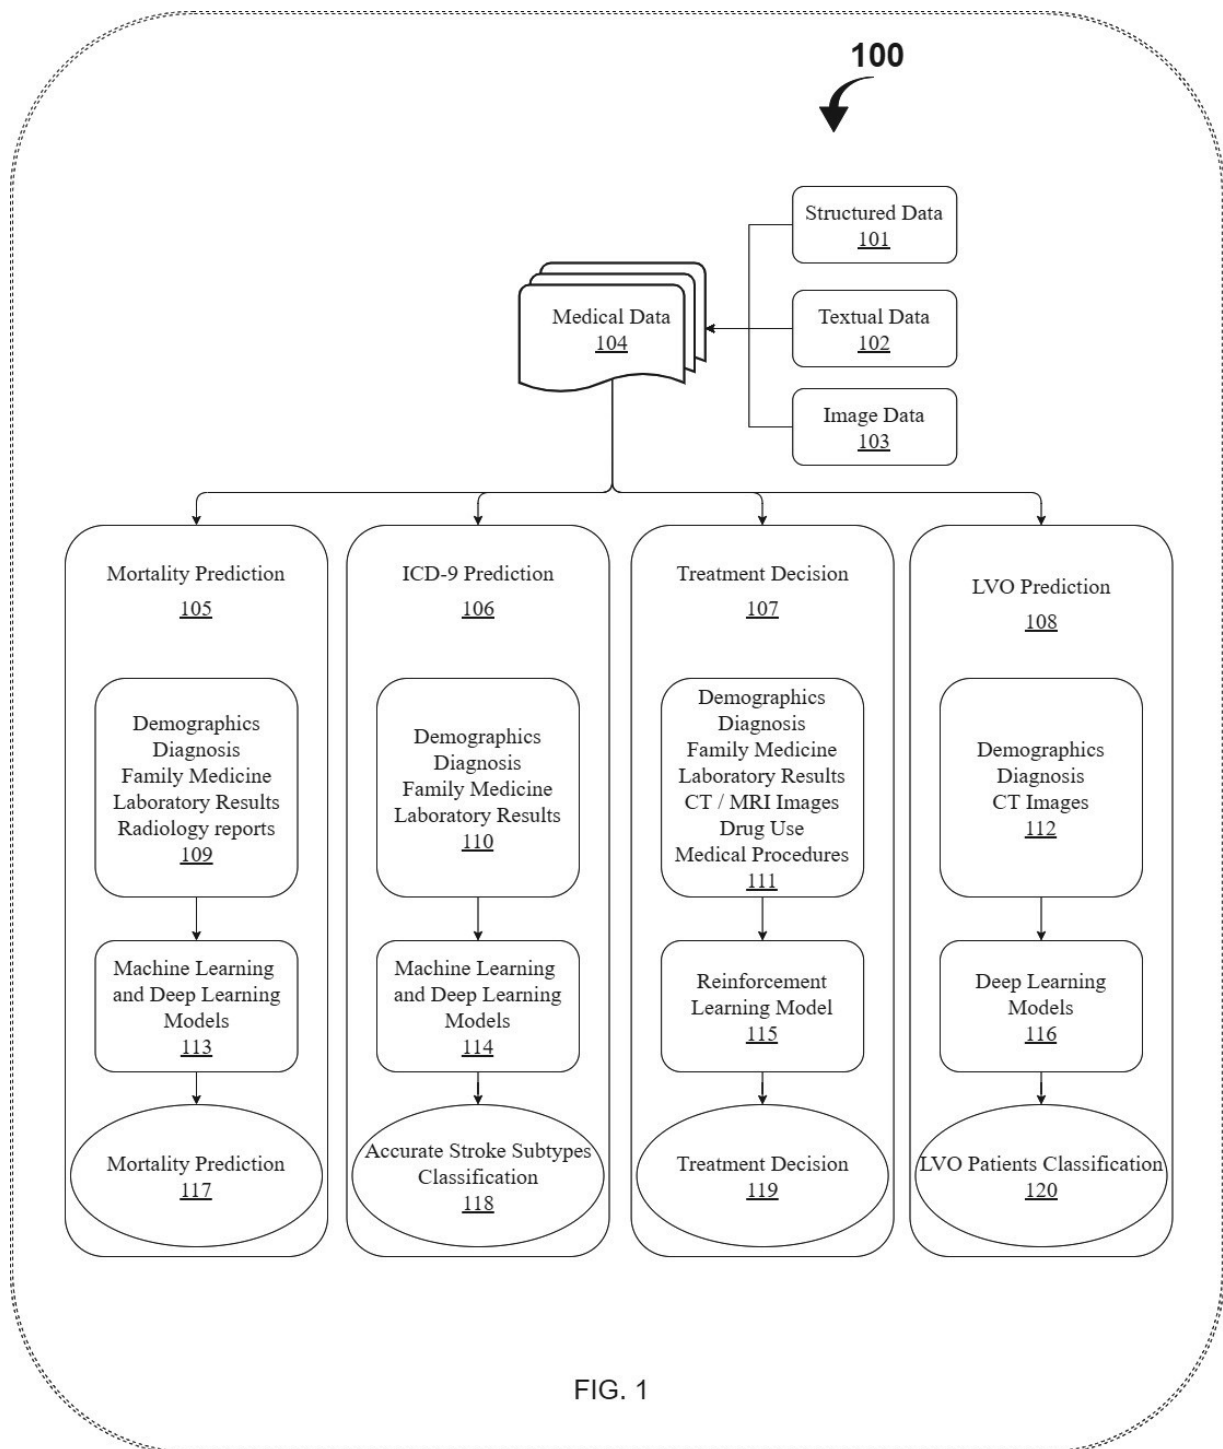 100
Structured Data
101
Textual Data
102
Image Data
103
Medical Data
104
Mortality Prediction
105
Demographics
Diagnosis
Family Medicine
Laboratory Results
Radiology reports
109
Machine Learning
and Deep Learning
Models
113
Mortality Prediction
117
ICD-9 Prediction
106
Demographics
Diagnosis
Family Medicine
Laboratory Results
110
Machine Learning
and Deep Learning
Models
114
Accurate Stroke Subtypes
Classification
118
Treatment Decision
107
Demographics
Diagnosis
Family Medicine
Laboratory Results
CT / MRI Images
Drug Use
Medical Procedures
111
Reinforcement
Learning Model
115
Treatment Decision
119
LVO Prediction
108
Demographics
Diagnosis
CT Images
112
Deep Learning
Models
116
LVO Patients Classification
120
FIG. 1